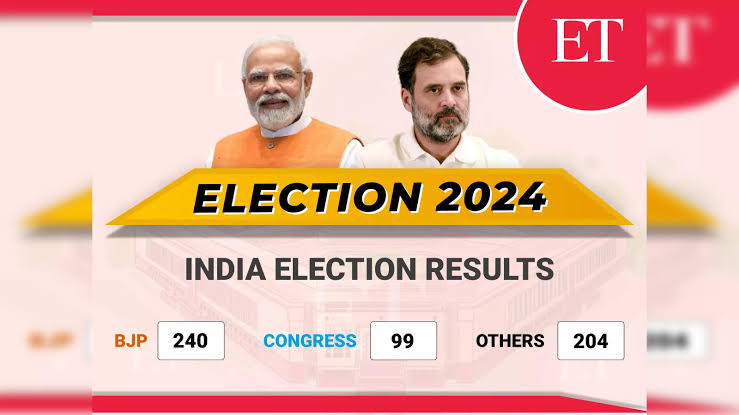 ET
ELECTION 2024
INDIA ELECTION RESULTS
BJP 240 CONGRESS 99 OTHERS 204